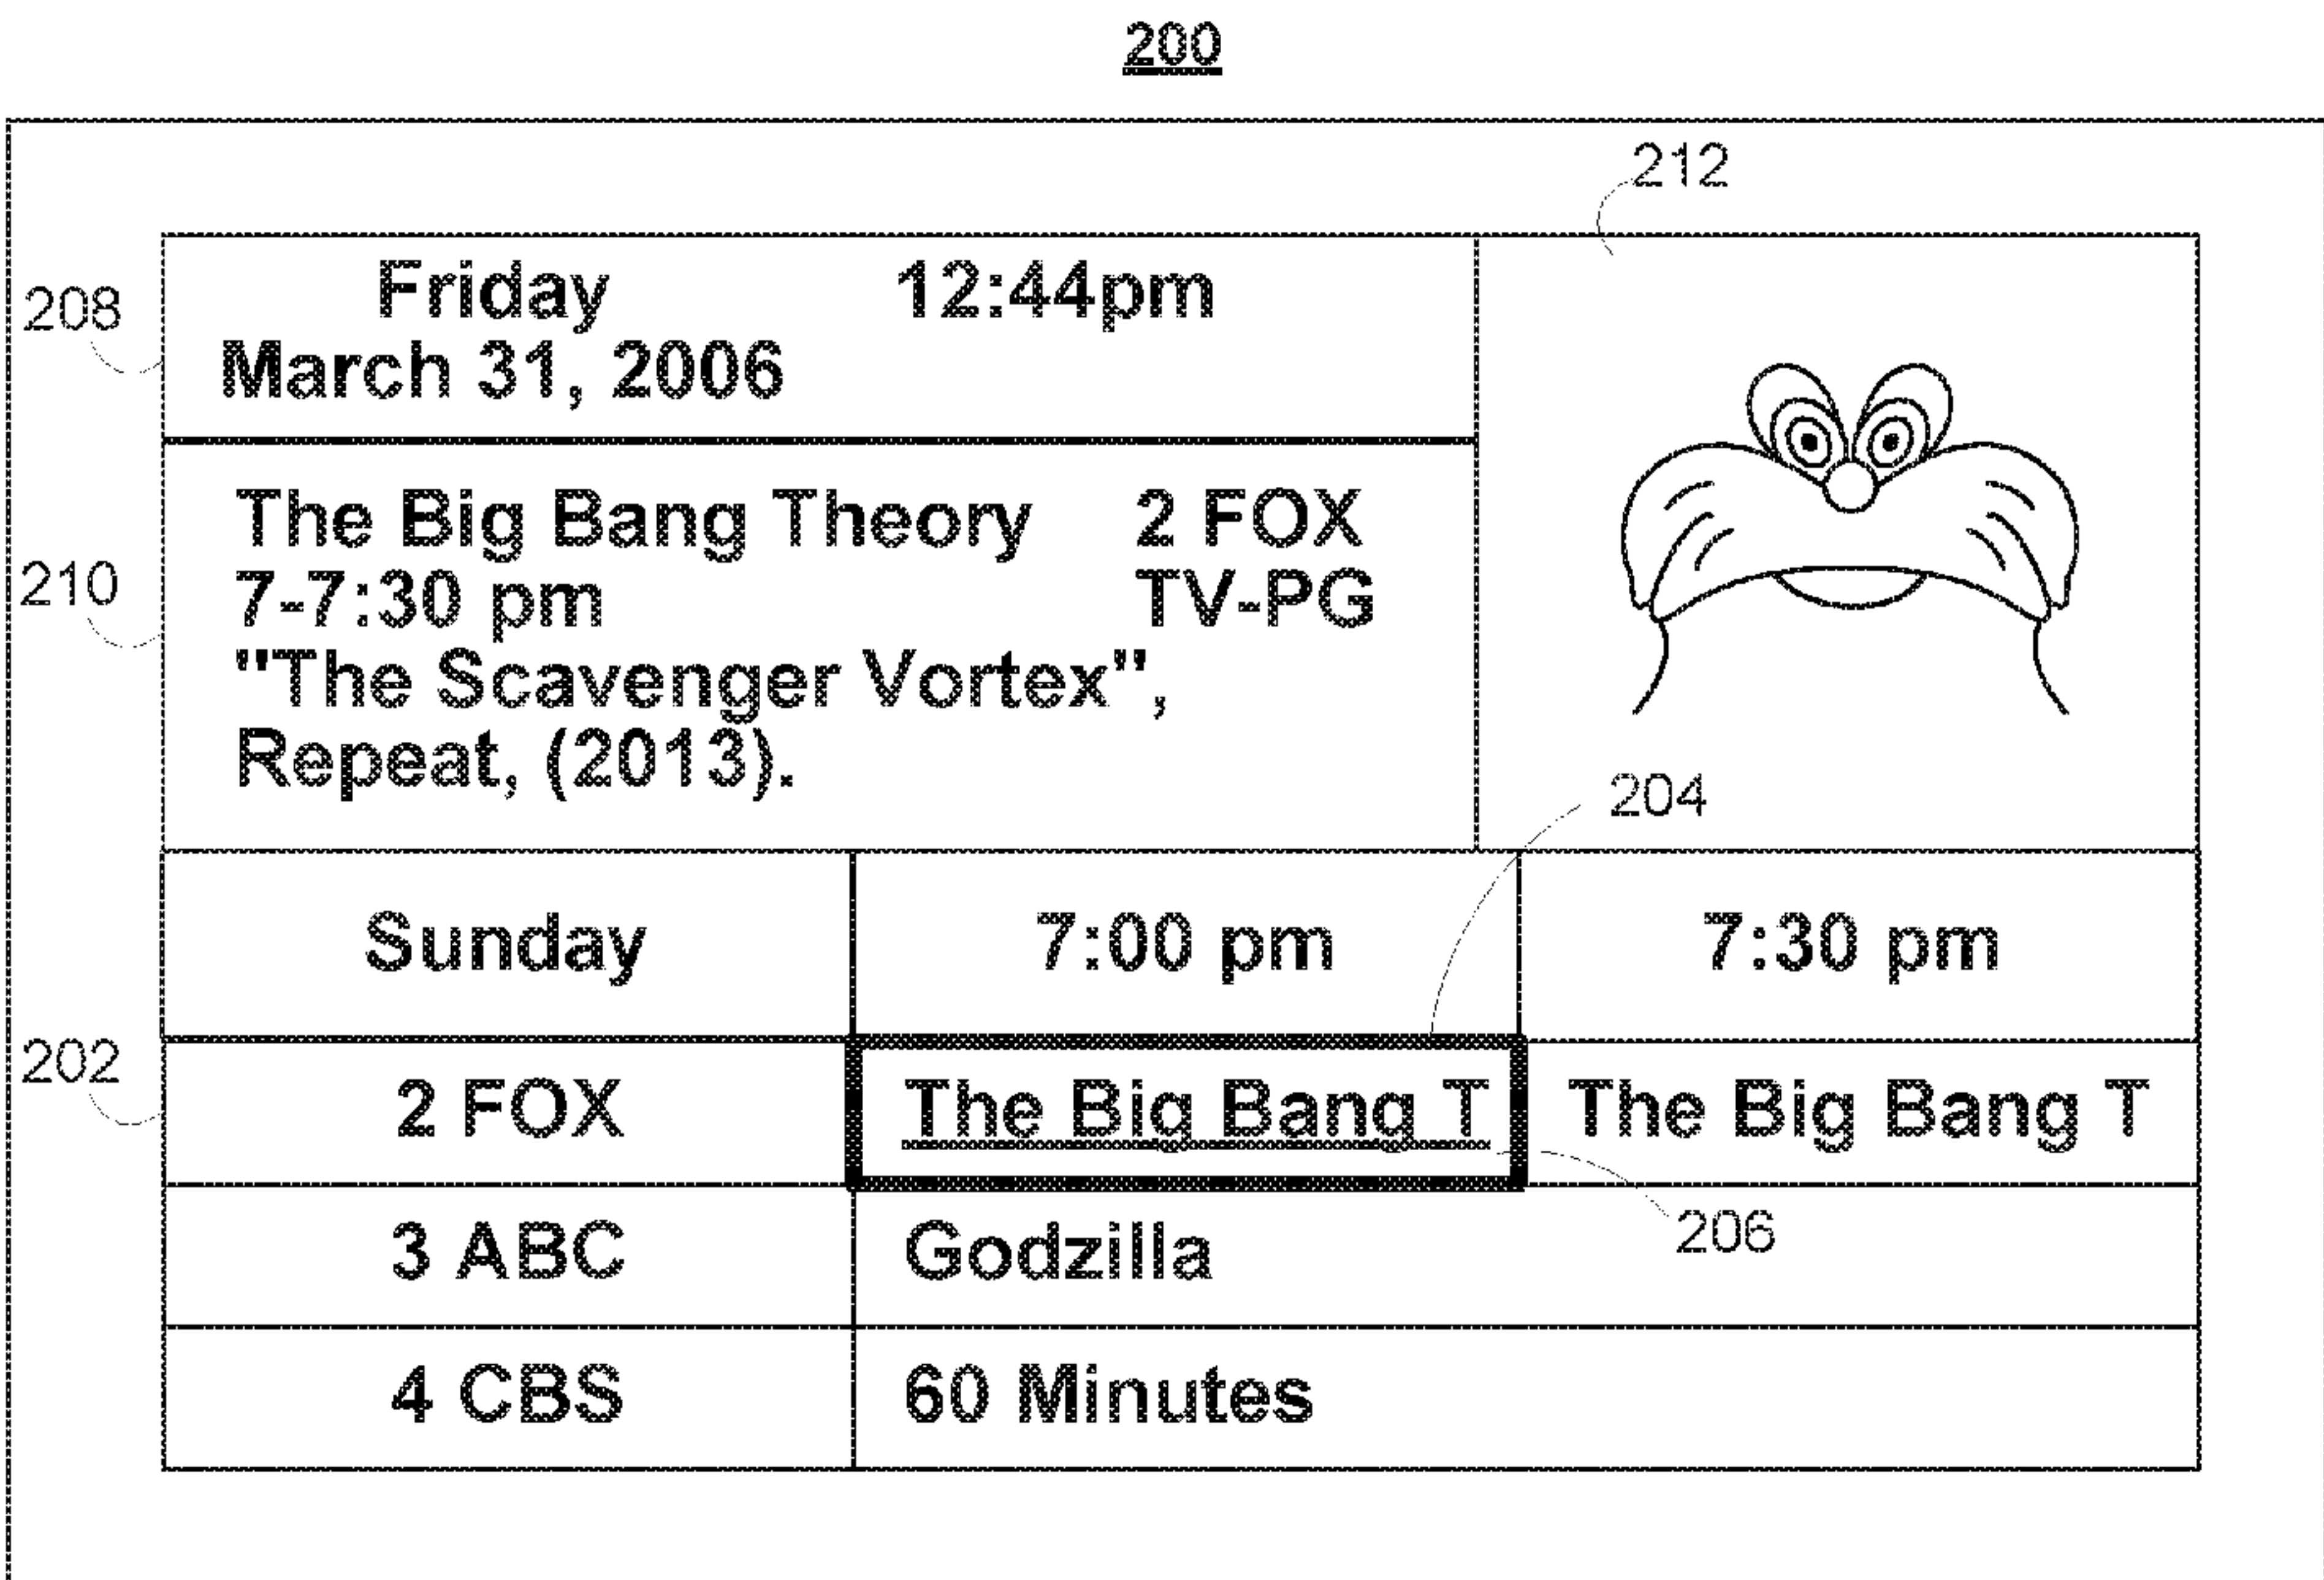 200
212
Friday 12:44pm
208
March 31, 2006
The Big Bang Theory 2 FOX
210
7-7:30 pm TV-PG
"The Scavenger Vortex",
Repeat, (2013).
204
Sunday 7:00 pm 7:30 pm
202
2 FOX The Big Bang T The Big Bang T
206
3 ABC Godzilla
4 CBS 60 Minutes